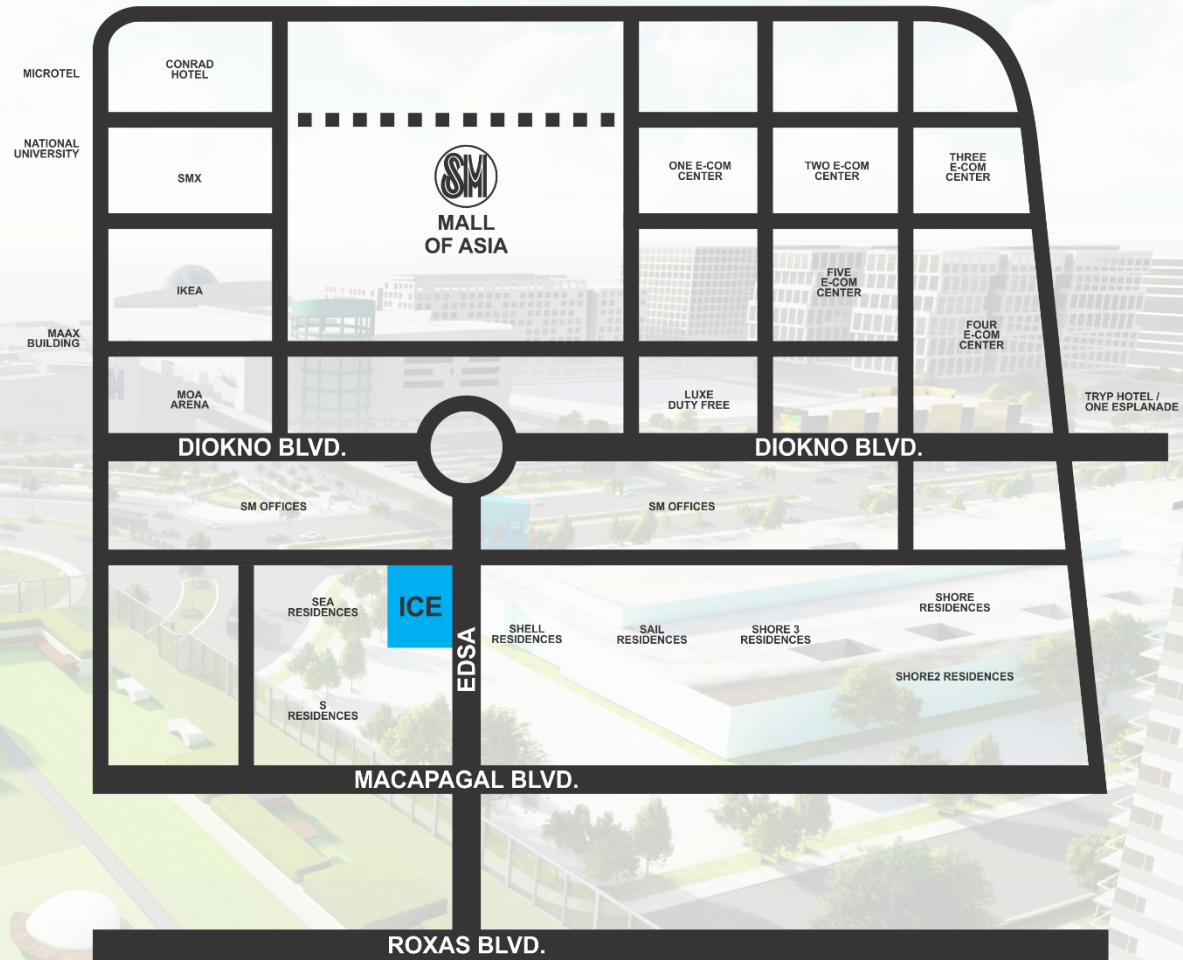 CONRAD
HOTEL
MICROTEL
NATIONAL
UNIVERSITY
SMX
SM
MALL
OF ASIA
ONE E-COM
CENTER
TWO E-COM
CENTER
THREE
E-COM
CENTER
IKEA
FIVE
E-COM
CENTER
MAAX
BUILDING
FOUR
E-COM
CENTER
MOA
ARENA
LUXE
DUTY FREE
TRYP HOTEL /
ONE ESPLANADE
DIOKNO BLVD.
DIOKNO BLVD.
SM OFFICES
SM OFFICES
SEA
RESIDENCES
ICE
EDSA
SHELL
RESIDENCES
SAIL
RESIDENCES
SHORE 3
RESIDENCES
SHORE
RESIDENCES
SHORE2 RESIDENCES
S
RESIDENCES
MACAPAGAL BLVD.
ROXAS BLVD.